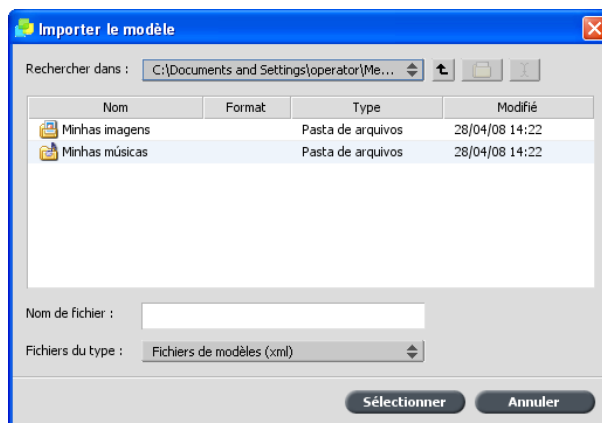 Importer le modèle
Rechercher dans : C:\Documents and Settings\operator\Me...
Nom Format Type Modifié
Minhas imagens Pasta de arquivos 28/04/08 14:22
Minhas músicas Pasta de arquivos 28/04/08 14:22
Nom de fichier :
Fichiers du type : Fichiers de modèles (xml)
Sélectionner Annuler